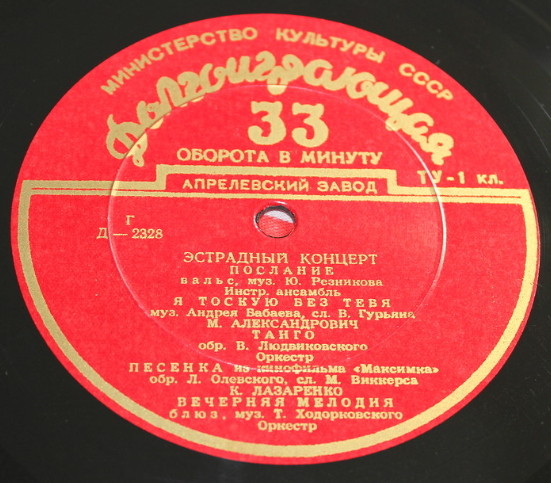 МИНИСТЕРСТВО КУЛЬТУРЫ СССР
Долгоиграющая
33
ОБОРОТА В МИНУТУ
АПРЕЛЕВСКИЙ ЗАВОД
ТУ-1 кл.
Г
Д — 2328
ЭСТРАДНЫЙ КОНЦЕРТ
ПОСЛАНИЕ
вальс, муз. Ю. Резникова
Инстр. ансамбль
Я ТОСКУЮ БЕЗ ТЕБЯ
муз. Андрея Бабаева, сл. В. Гурьяна
М. АЛЕКСАНДРОВИЧ
ТАНГО
обр. В. Людвиковского
Оркестр
ПЕСЕНКА из кинофильма «Максимка»
обр. Л. Олевского, сл. М. Виккерса
К. ЛАЗАРЕНКО
ВЕЧЕРНЯЯ МЕЛОДИЯ
блюз, муз. Т. Ходорковского
Оркестр